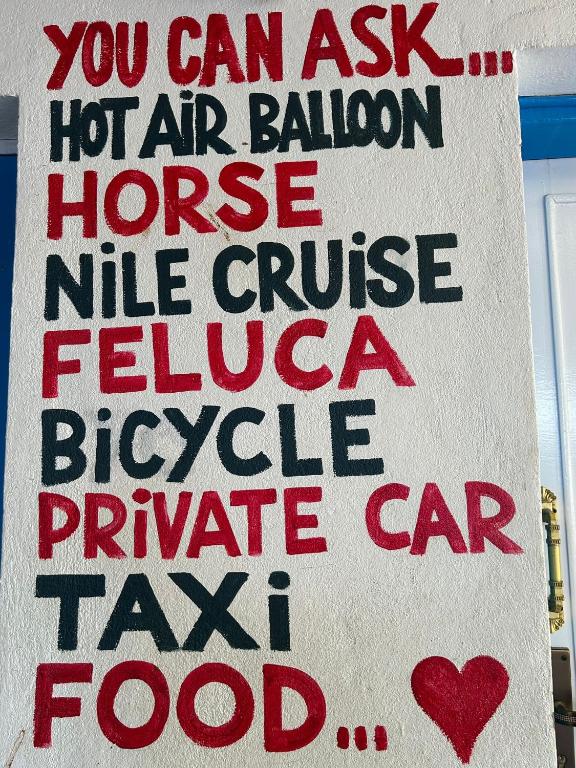 YOU CAN ASK...
HOT AiR BALLOON
HORSE
NiLE CRUiSE
FELUCA
BiCYCLE
PRiVATE CAR
TAXi
FOOD... ♥